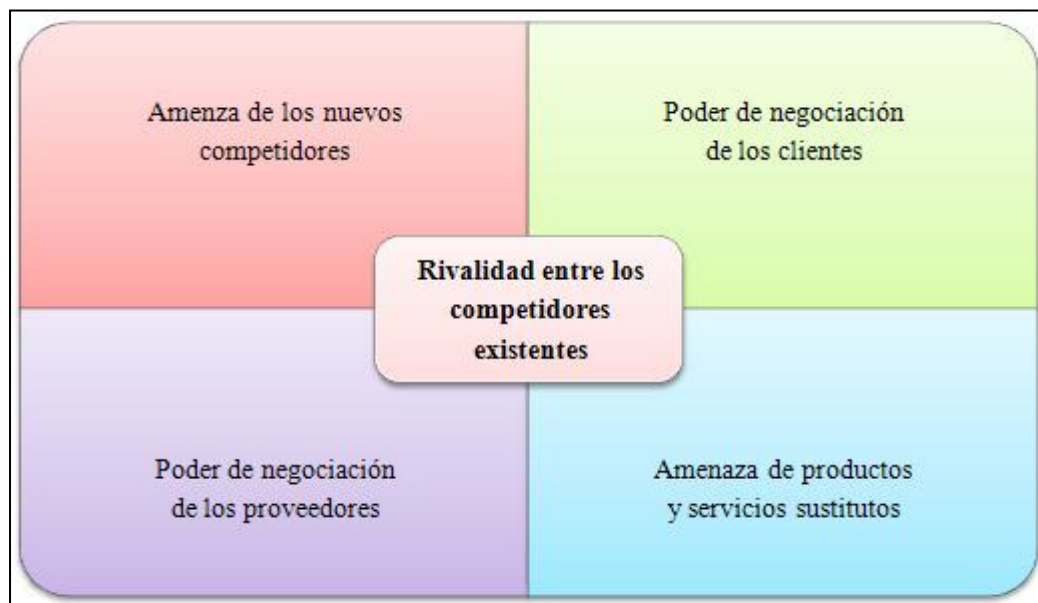 Amenza de los nuevos
competidores
Poder de negociación
de los clientes
Rivalidad entre los
competidores
existentes
Poder de negociación
de los proveedores
Amenaza de productos
y servicios sustitutos